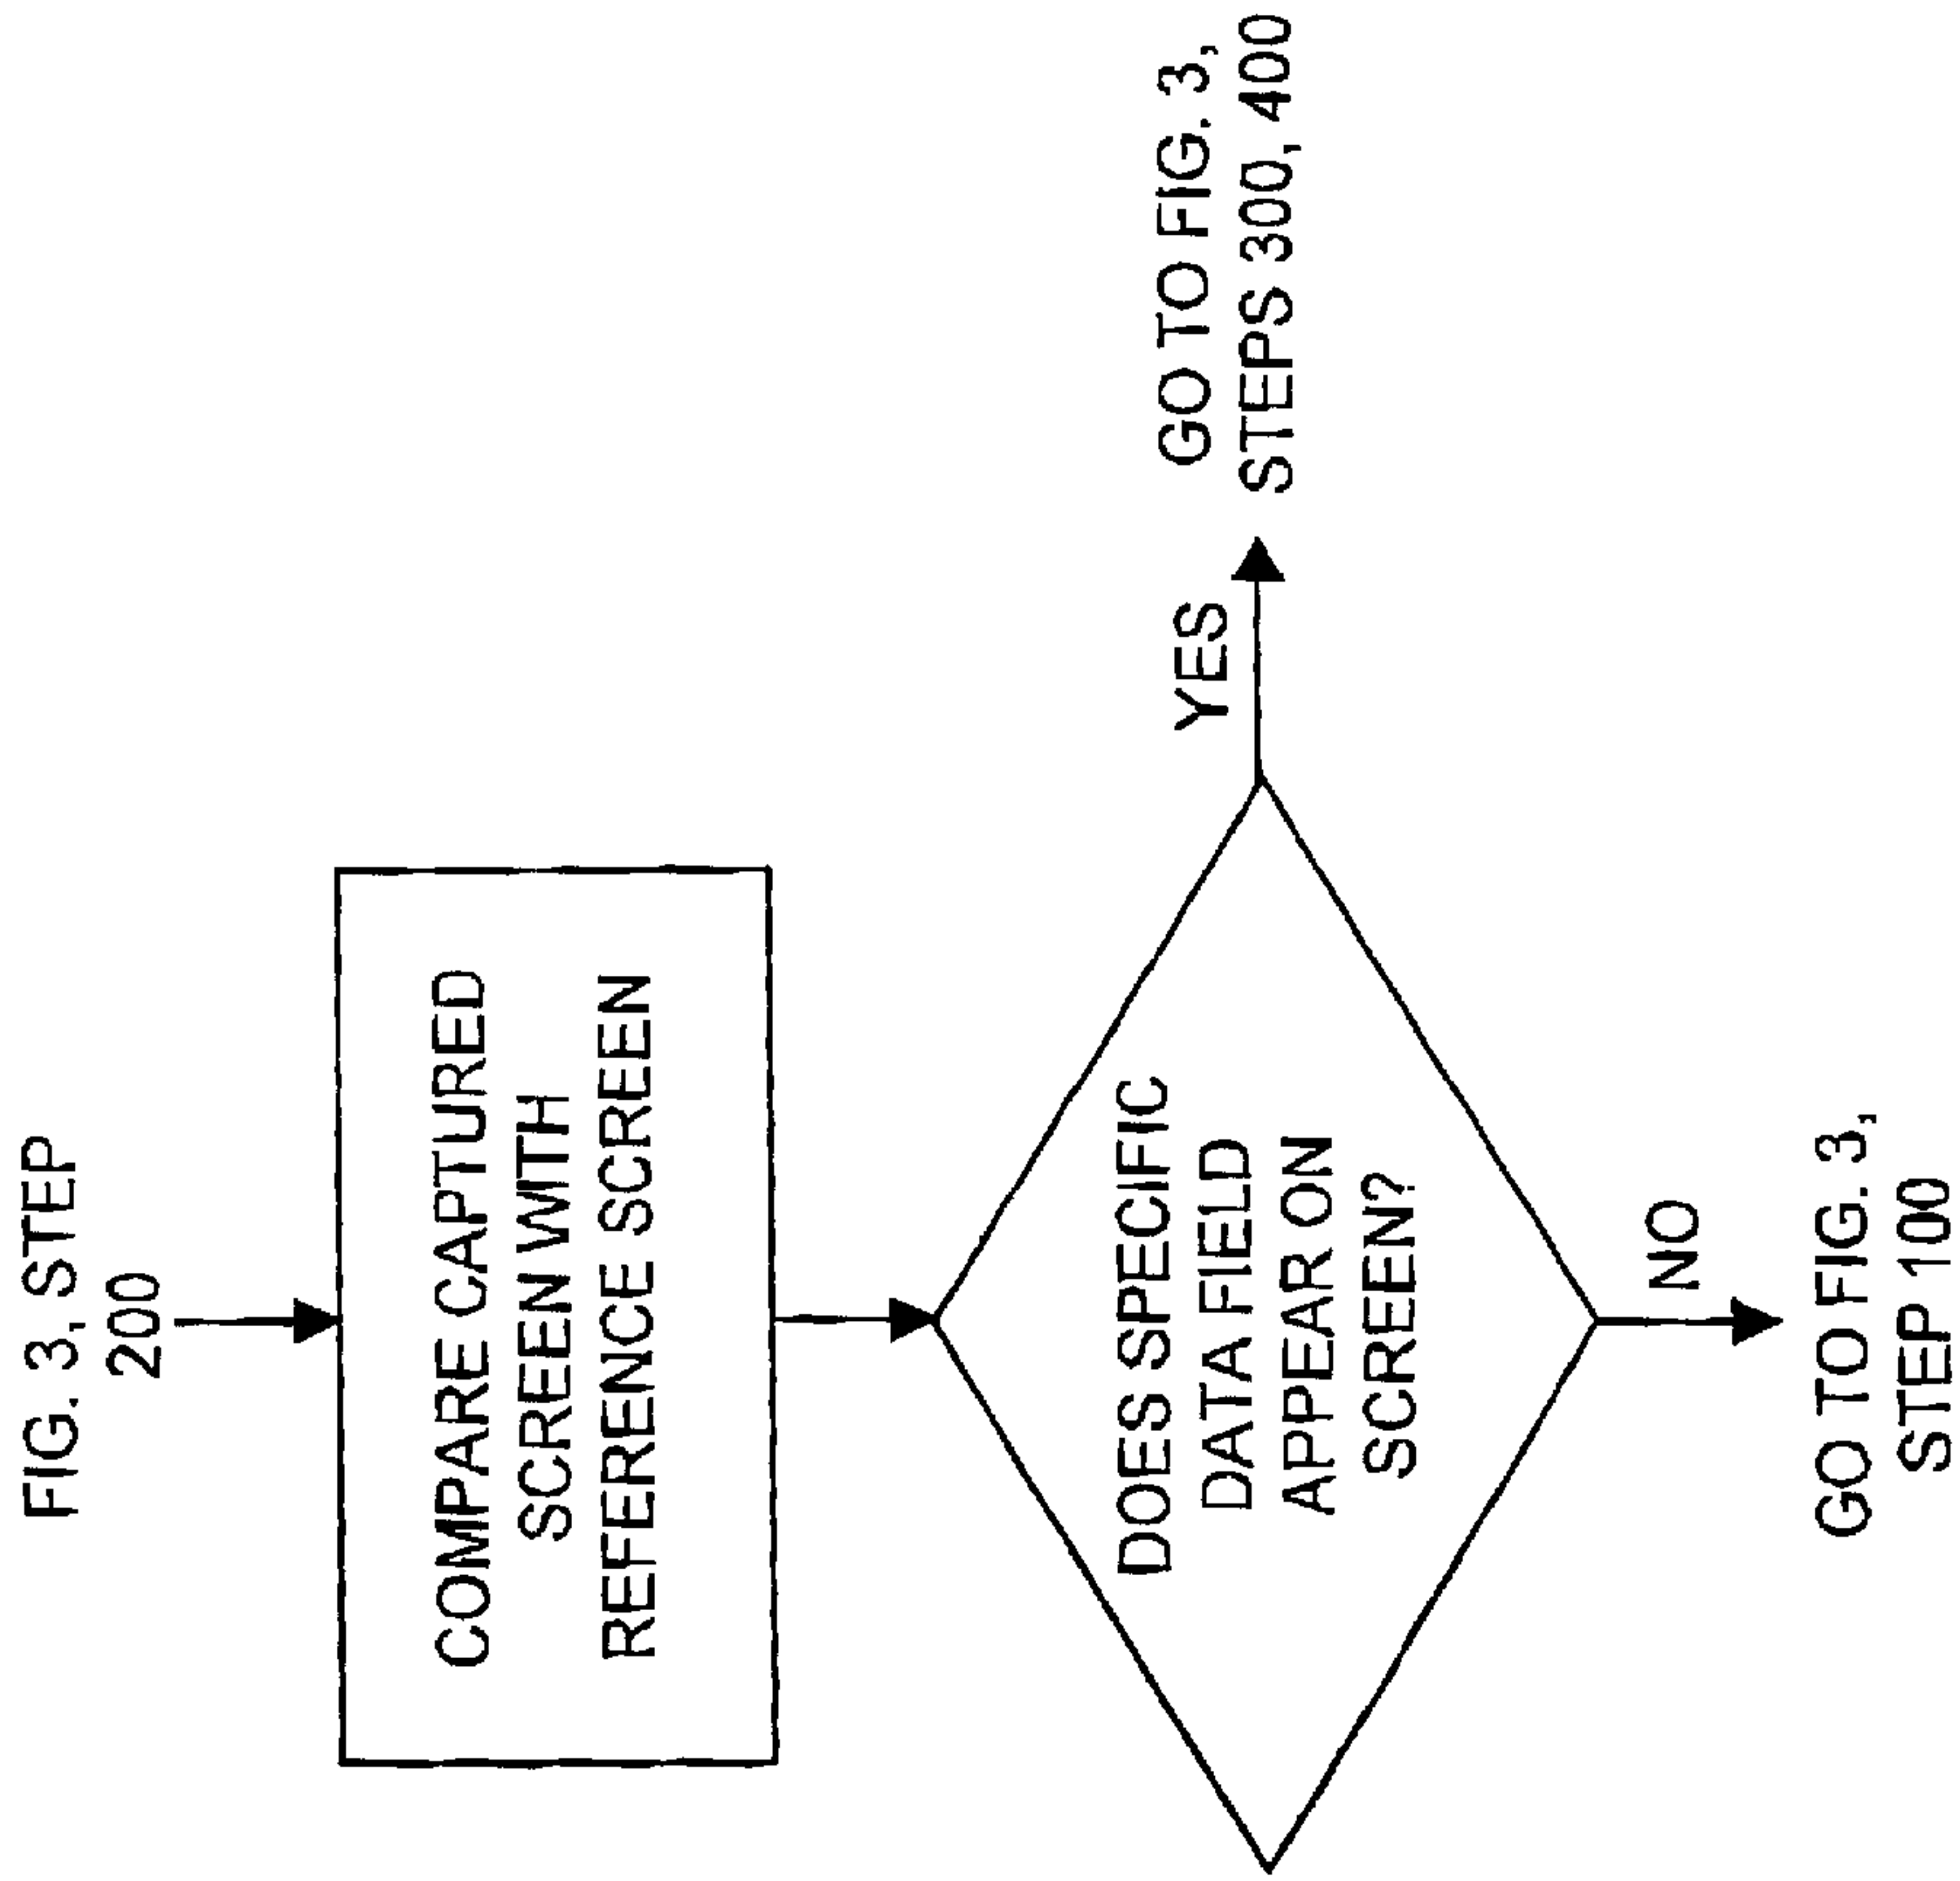 FIG. 3, STEP
200
COMPARE CAPTURED
SCREEN WITH
REFERENCE SCREEN
DOES SPECIFIC
DATA FIELD
APPEAR ON
SCREEN?
YES
GO TO FIG. 3,
STEPS 300, 400
NO
GO TO FIG. 3,
STEP 100